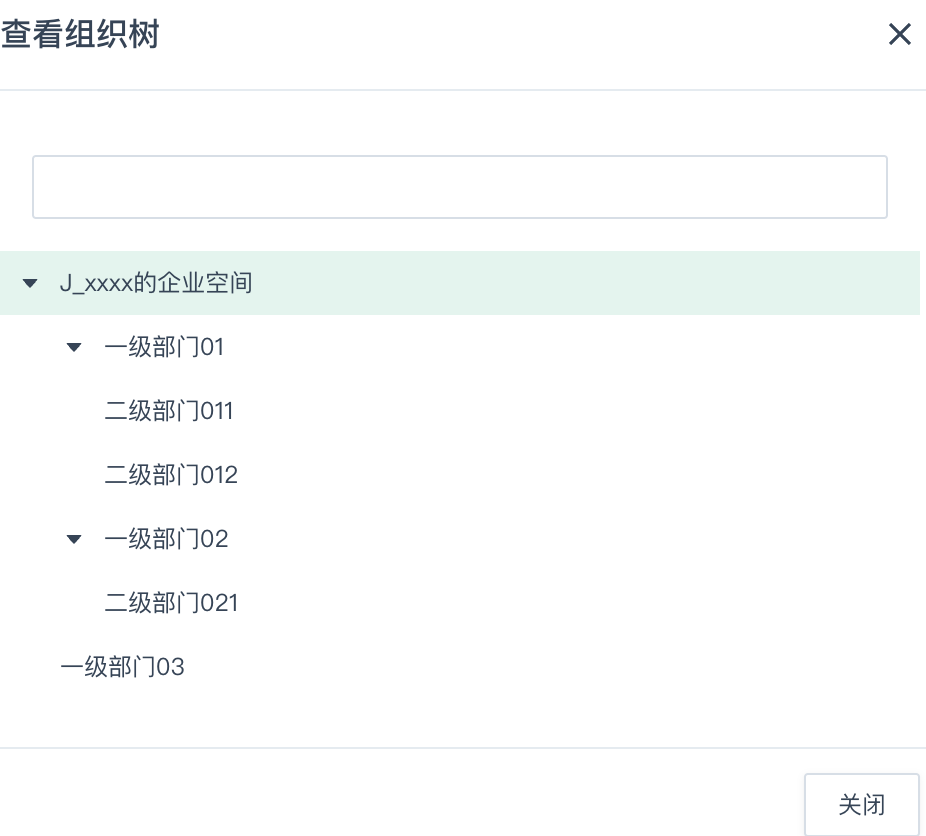 查看组织树
J_xxxx的企业空间
一级部门01
二级部门011
二级部门012
一级部门02
二级部门021
一级部门03
关闭